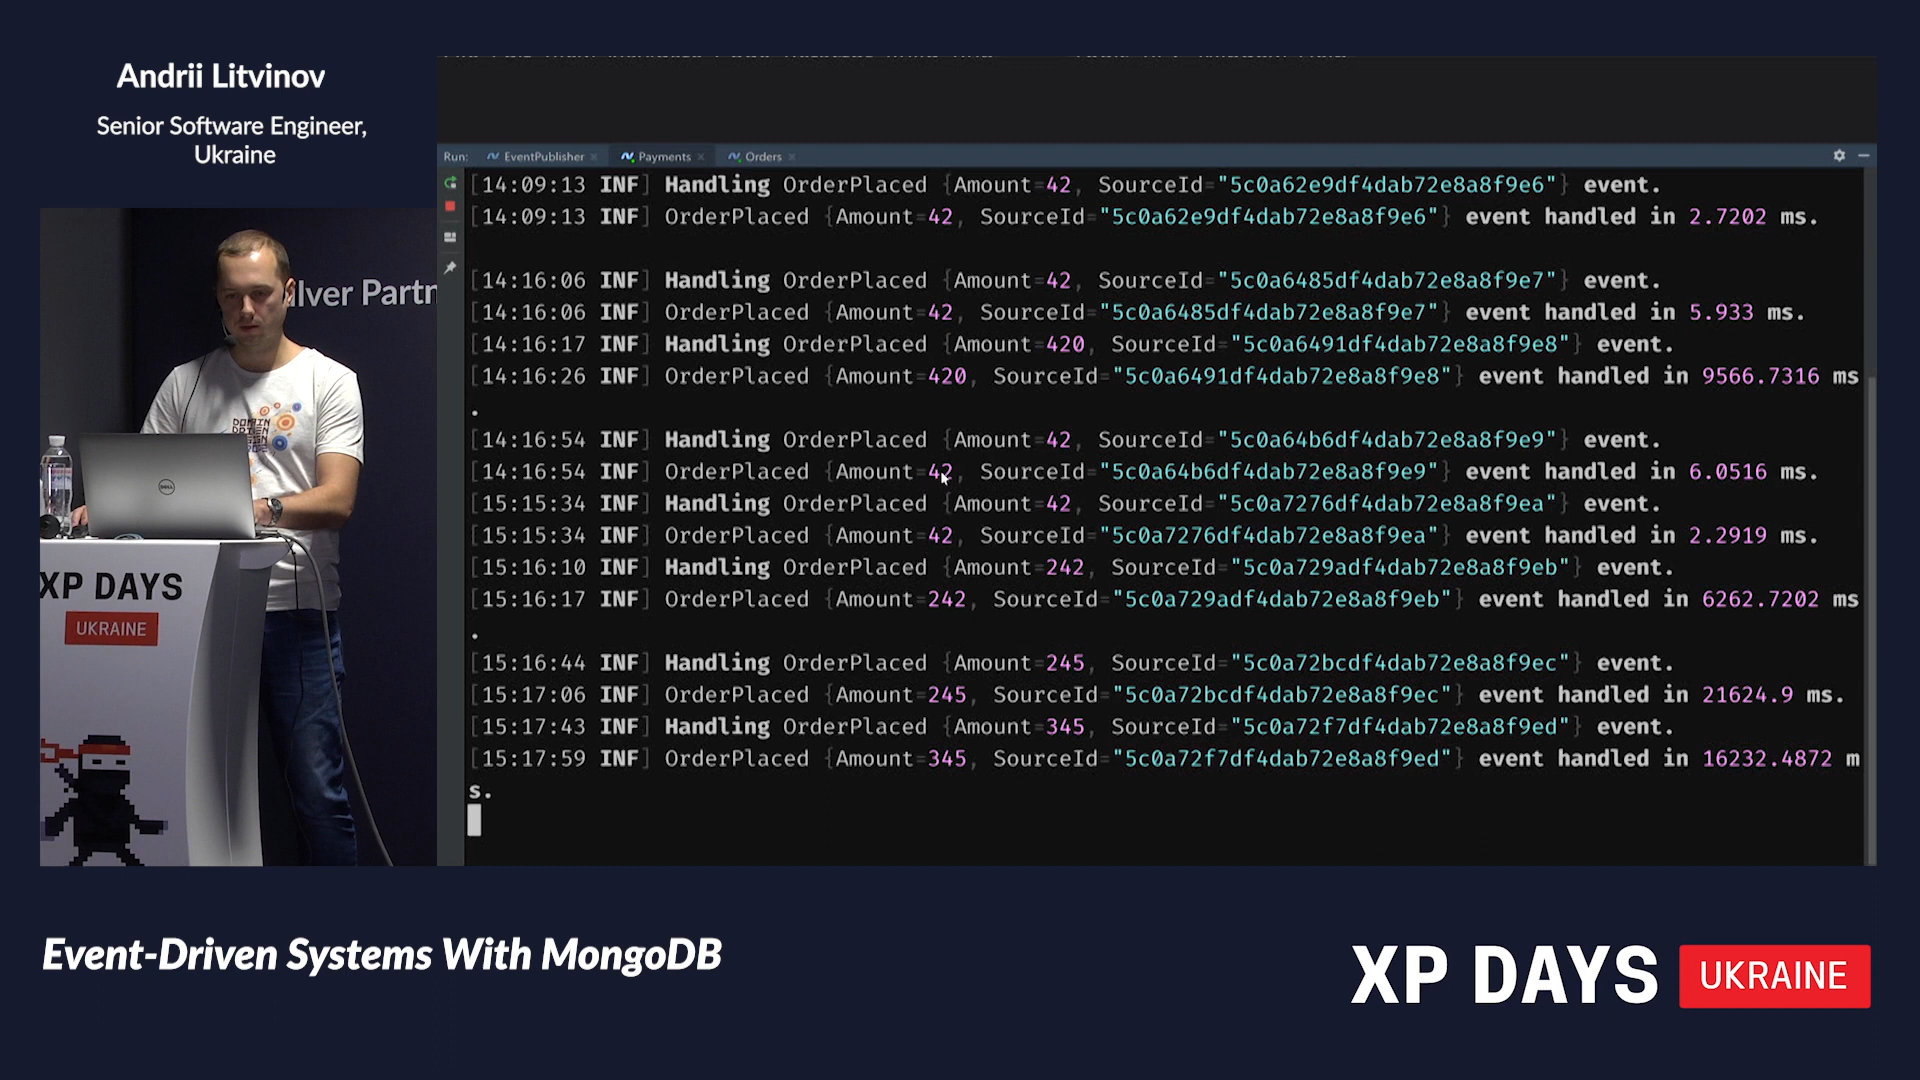 Andrii Litvinov
Senior Software Engineer,
Ukraine
Run: EventPublisher × Payments × Orders ×
[14:09:13 INF] Handling OrderPlaced {Amount=42, SourceId="5c0a62e9df4dab72e8a8f9e6"} event.
[14:09:13 INF] OrderPlaced {Amount=42, SourceId="5c0a62e9df4dab72e8a8f9e6"} event handled in 2.7202 ms.
[14:16:06 INF] Handling OrderPlaced {Amount=42, SourceId="5c0a6485df4dab72e8a8f9e7"} event.
[14:16:06 INF] OrderPlaced {Amount=42, SourceId="5c0a6485df4dab72e8a8f9e7"} event handled in 5.933 ms.
[14:16:17 INF] Handling OrderPlaced {Amount=420, SourceId="5c0a6491df4dab72e8a8f9e8"} event.
[14:16:26 INF] OrderPlaced {Amount=420, SourceId="5c0a6491df4dab72e8a8f9e8"} event handled in 9566.7316 ms
.
[14:16:54 INF] Handling OrderPlaced {Amount=42, SourceId="5c0a64b6df4dab72e8a8f9e9"} event.
[14:16:54 INF] OrderPlaced {Amount=42, SourceId="5c0a64b6df4dab72e8a8f9e9"} event handled in 6.0516 ms.
[15:15:34 INF] Handling OrderPlaced {Amount=42, SourceId="5c0a7276df4dab72e8a8f9ea"} event.
[15:15:34 INF] OrderPlaced {Amount=42, SourceId="5c0a7276df4dab72e8a8f9ea"} event handled in 2.2919 ms.
[15:16:10 INF] Handling OrderPlaced {Amount=242, SourceId="5c0a729adf4dab72e8a8f9eb"} event.
[15:16:17 INF] OrderPlaced {Amount=242, SourceId="5c0a729adf4dab72e8a8f9eb"} event handled in 6262.7202 ms
.
[15:16:44 INF] Handling OrderPlaced {Amount=245, SourceId="5c0a72bcdf4dab72e8a8f9ec"} event.
[15:17:06 INF] OrderPlaced {Amount=245, SourceId="5c0a72bcdf4dab72e8a8f9ec"} event handled in 21624.9 ms.
[15:17:43 INF] Handling OrderPlaced {Amount=345, SourceId="5c0a72f7df4dab72e8a8f9ed"} event.
[15:17:59 INF] OrderPlaced {Amount=345, SourceId="5c0a72f7df4dab72e8a8f9ed"} event handled in 16232.4872 m
s.
ilver Partn
DOMAIN
DRIVEN
DELL
XP DAYS
UKRAINE
Event-Driven Systems With MongoDB
XP DAYS UKRAINE